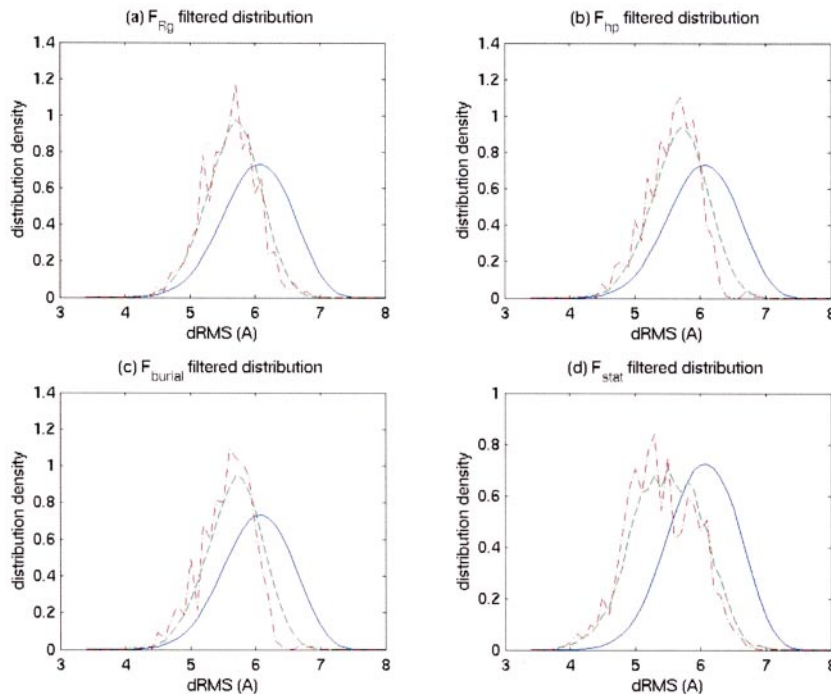 (a) F_Rg filtered distribution
1.4
1.2
1
0.8
0.6
0.4
0.2
0
distribution density
3 4 5 6 7 8
dRMS (A)
(b) F_hp filtered distribution
1.4
1.2
1
0.8
0.6
0.4
0.2
0
distribution density
3 4 5 6 7 8
dRMS (A)
(c) F_burial filtered distribution
1.4
1.2
1
0.8
0.6
0.4
0.2
0
distribution density
3 4 5 6 7 8
dRMS (A)
(d) F_stat filtered distribution
1
0.8
0.6
0.4
0.2
0
distribution density
3 4 5 6 7 8
dRMS (A)